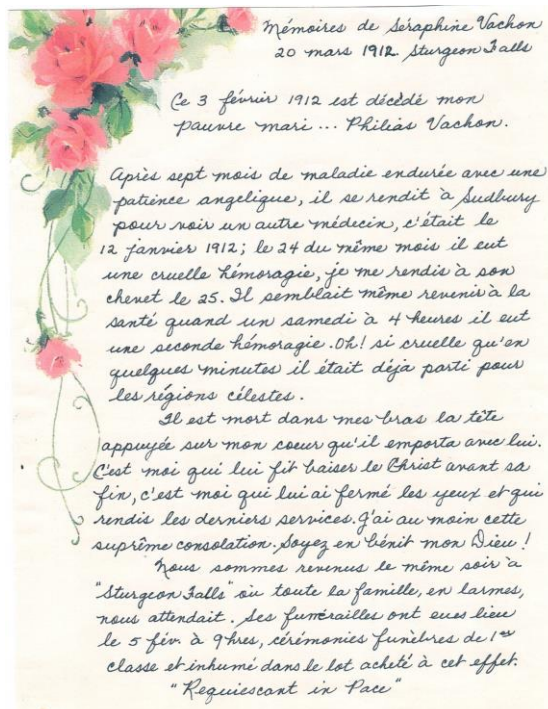 Mémoires de Séraphine Vachon
20 mars 1912 Sturgeon Falls
Ce 3 février 1912 est décédé mon
pauvre mari ... Philias Vachon.
Après sept mois de maladie endurée avec une
patience angelique, il se rendit à Sudbury
pour voir un autre médecin, c'était le
12 janvier 1912; le 24 du même mois il eut
une cruelle hémoragie, je me rendis à son
chevet le 25. Il semblait même revenir à la
santé quand un samedi à 4 heures il eut
une seconde hémoragie. Oh! si cruelle qu'en
quelques minutes il était déja parti pour
les régions célestes.
Il est mort dans mes bras la tête
appuyée sur mon coeur qu'il emporta avec lui.
C'est moi qui lui fit baiser le Christ avant sa
fin, c'est moi qui lui ai fermé les yeux et qui
rendis les derniers services. J'ai au moin cette
suprême consolation. Soyez en bénit mon Dieu!
Nous sommes revenus le même soir à
"Sturgeon Falls" où toute la famille, en larmes,
nous attendait. Ses funérailles ont eues lieu
le 5 fév. à 9hres, cérémonies funèbres de 1ère
classe et inhumé dans le lot acheté à cet effet.
"Requiescant in Pace"